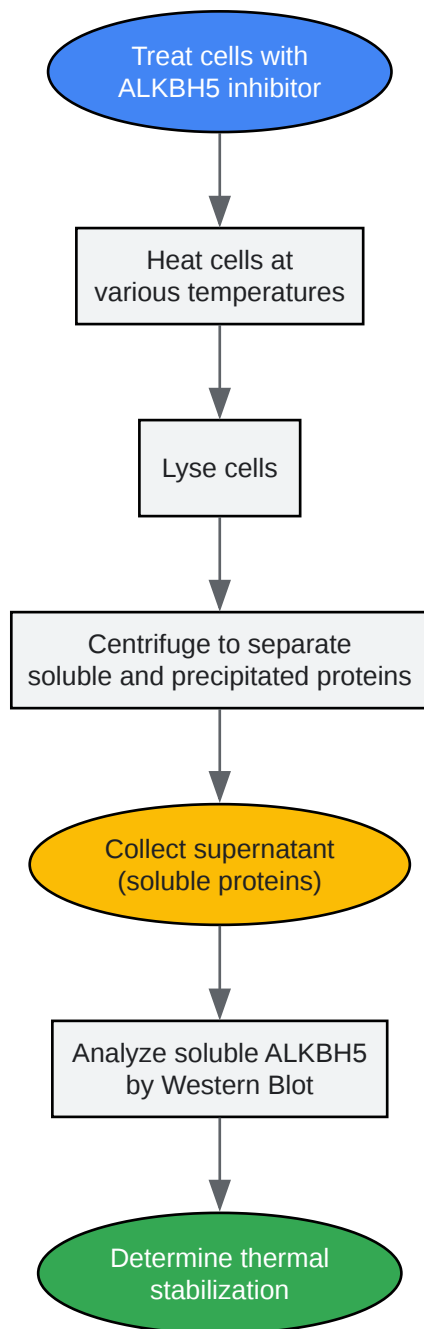 Treat cells with
ALKBH5 inhibitor
Heat cells at
various temperatures
Lyse cells
Centrifuge to separate
soluble and precipitated proteins
Collect supernatant
(soluble proteins)
Analyze soluble ALKBH5
by Western Blot
Determine thermal
stabilization